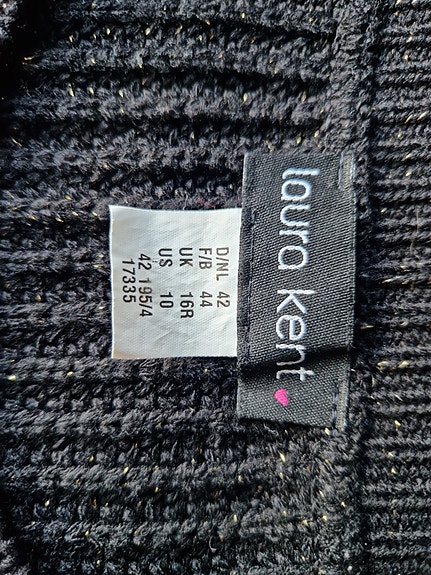 laura kent
D/NL 42
F/B 44
UK 16R
US 10
42 195/4
17335